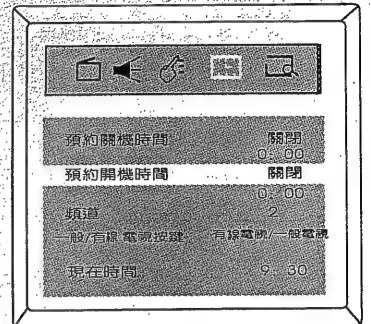 預約關機時間 關閉
0:00
預約開機時間 關閉
0:00
頻道 2
一般/有線電視按鍵 有線電視/一般電視
現在時間 9:30